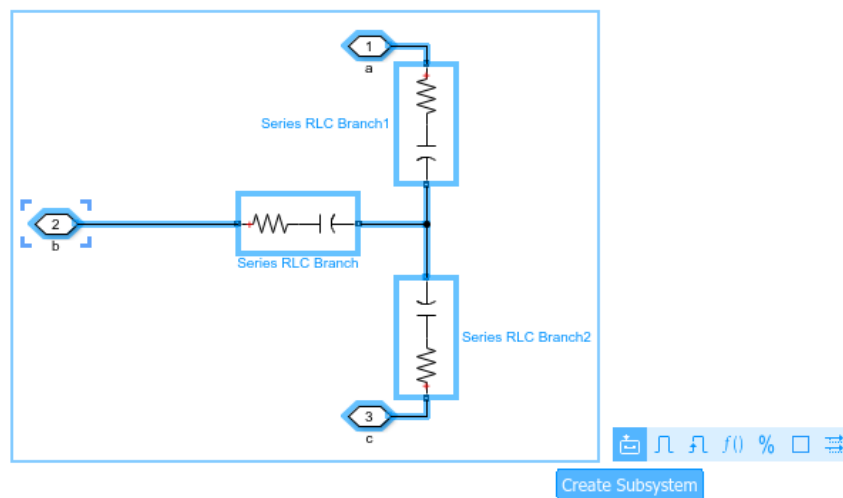 1
a
Series RLC Branch1
2
b
Series RLC Branch
Series RLC Branch2
3
c
f()
%
Create Subsystem